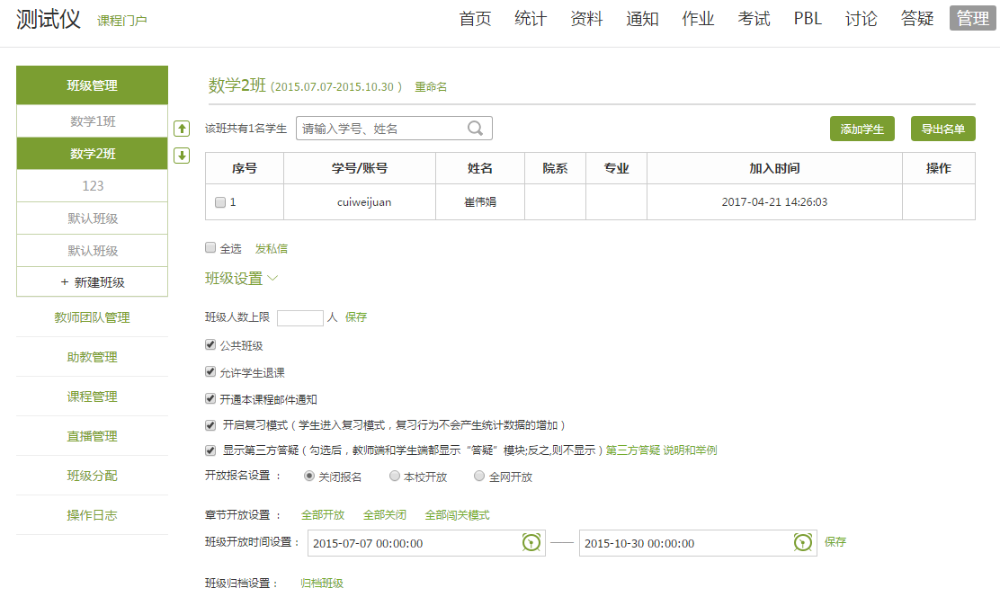 测试仪 课程门户 首页 统计 资料 通知 作业 考试 PBL 讨论 答疑 管理
班级管理
数学1班
数学2班
123
默认班级
默认班级
+ 新建班级
教师团队管理
助教管理
课程管理
直播管理
班级分配
操作日志
数学2班 (2015.07.07-2015.10.30 ) 重命名
该班共有1名学生 请输入学号、姓名 添加学生 导出名单
序号 学号/账号 姓名 院系 专业 加入时间 操作
1 cuiweijuan 崔伟娟 2017-04-21 14:26:03
全选 发私信
班级设置
班级人数上限 人 保存
公共班级
允许学生退课
开通本课程邮件通知
开启复习模式（学生进入复习模式，复习行为不会产生统计数据的增加）
显示第三方答疑（勾选后，教师端和学生端都显示“答疑”模块;反之,则不显示）第三方答疑 说明和举例
开放报名设置 ： 关闭报名 本校开放 全网开放
章节开放设置 ： 全部开放 全部关闭 全部闯关模式
班级开放时间设置： 2015-07-07 00:00:00 —— 2015-10-30 00:00:00 保存
班级归档设置： 归档班级